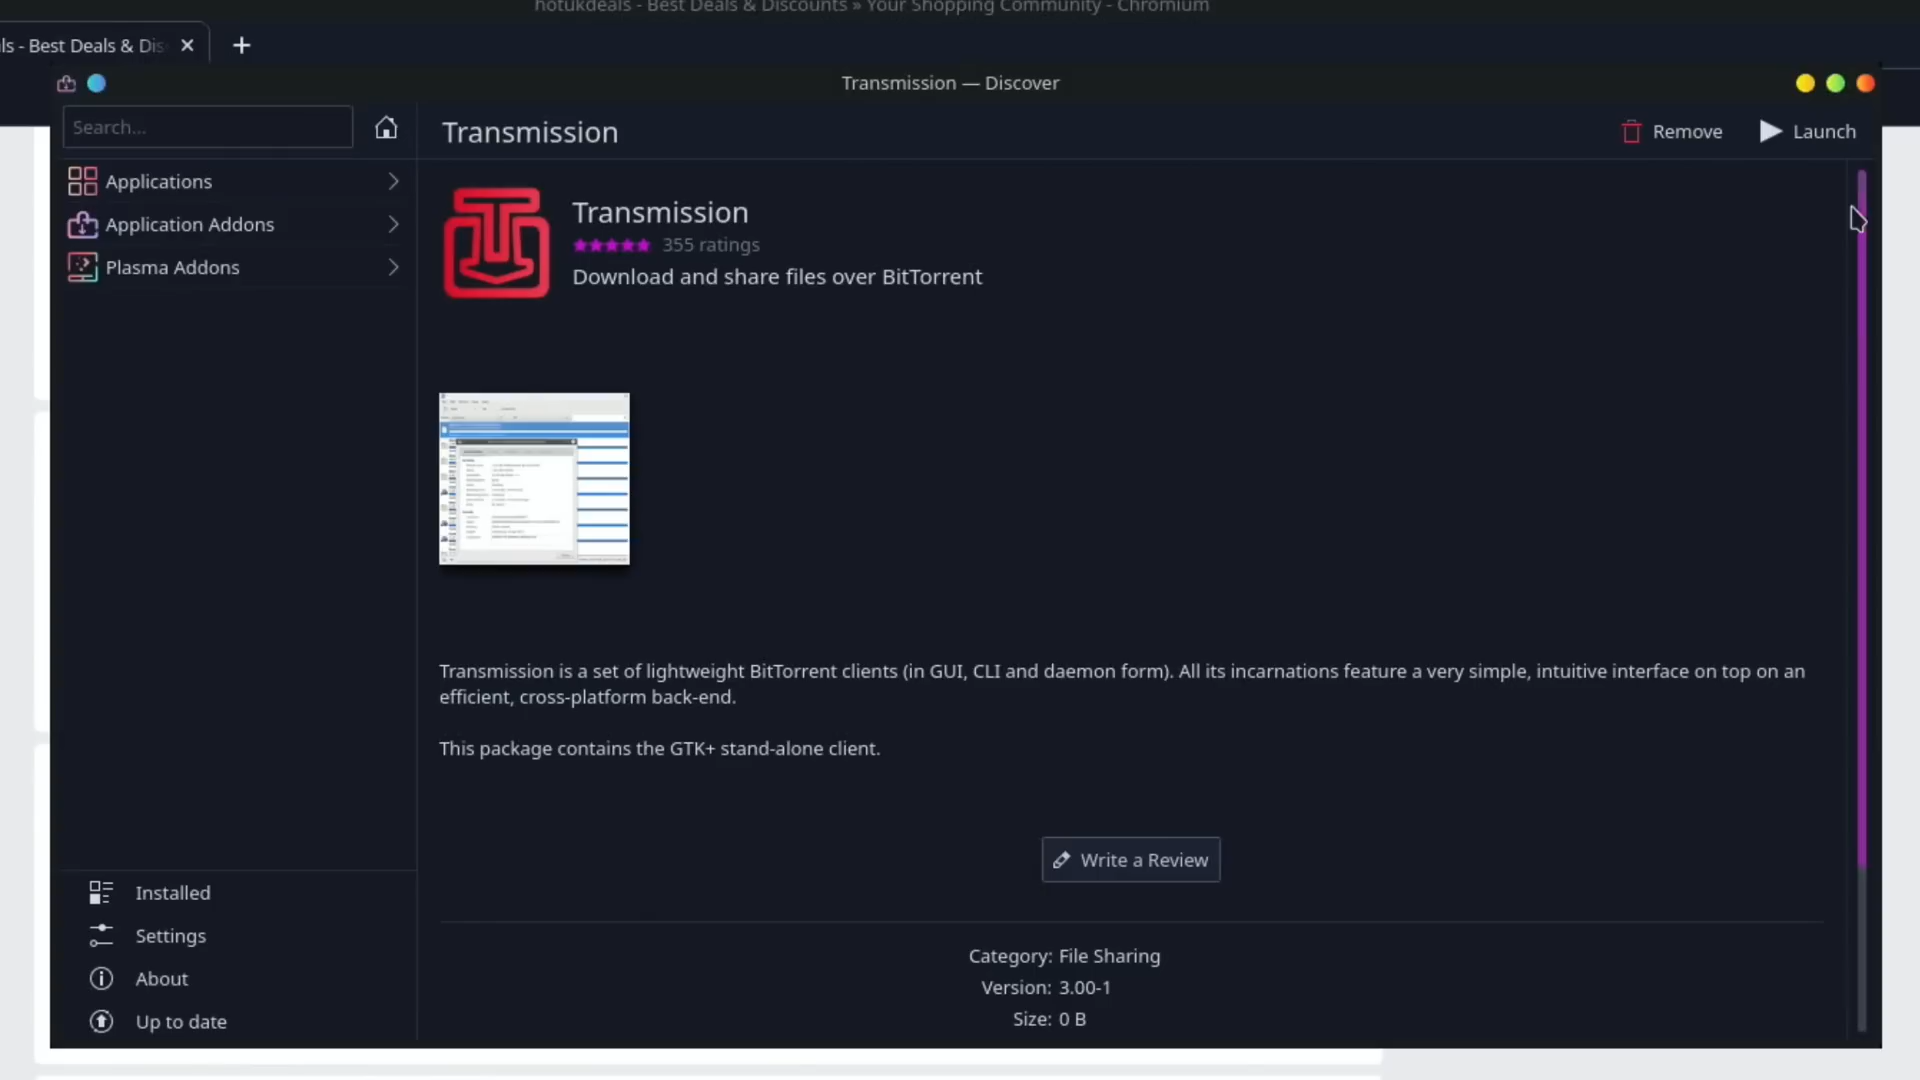 hotukdeals - Best Deals & Discounts » Your Shopping Community - Chromium
ls - Best Deals & Dis
Transmission — Discover
Search...
Transmission
Remove
Launch
Applications
Application Addons
Plasma Addons
Transmission
355 ratings
Download and share files over BitTorrent
Transmission is a set of lightweight BitTorrent clients (in GUI, CLI and daemon form). All its incarnations feature a very simple, intuitive interface on top on an
efficient, cross-platform back-end.
This package contains the GTK+ stand-alone client.
Write a Review
Installed
Settings
About
Up to date
Category: File Sharing
Version: 3.00-1
Size: 0 B